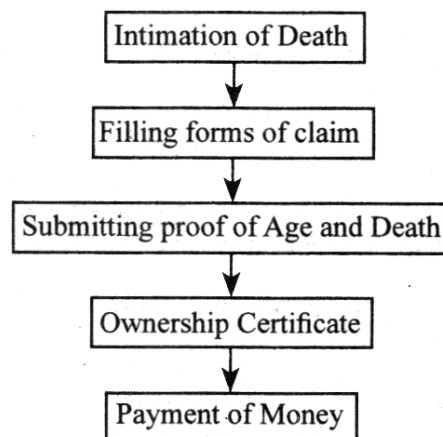 Intimation of Death
Filling forms of claim
Submitting proof of Age and Death
Ownership Certificate
Payment of Money